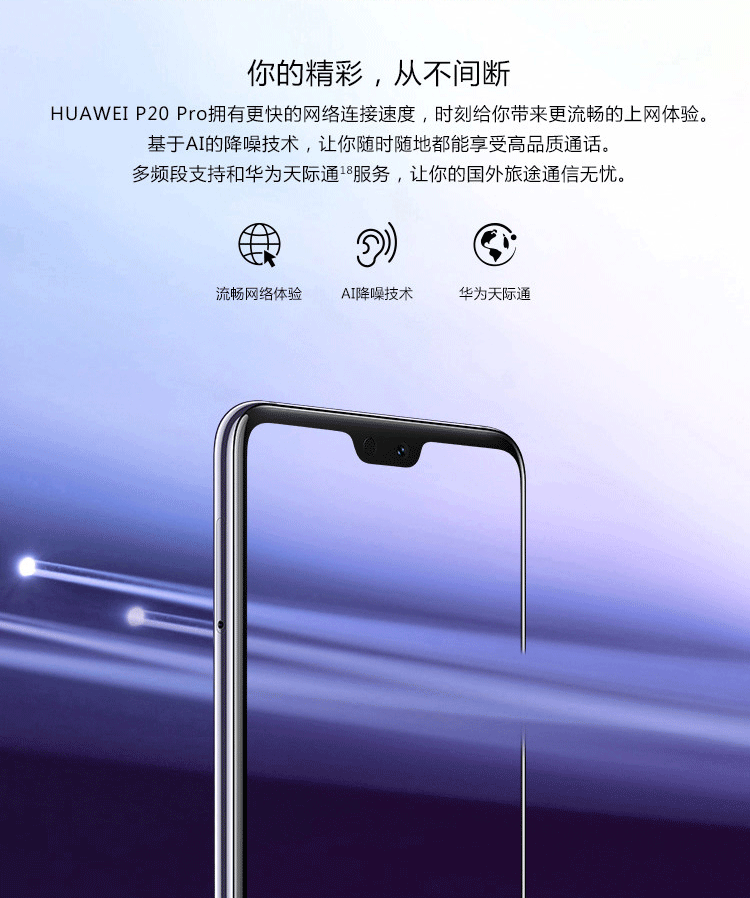 你的精彩，从不间断
HUAWEI P20 Pro拥有更快的网络连接速度，时刻给你带来更流畅的上网体验。
基于AI的降噪技术，让你随时随地都能享受高品质通话。
多频段支持和华为天际通18服务，让你的国外旅途通信无忧。
流畅网络体验
AI降噪技术
华为天际通